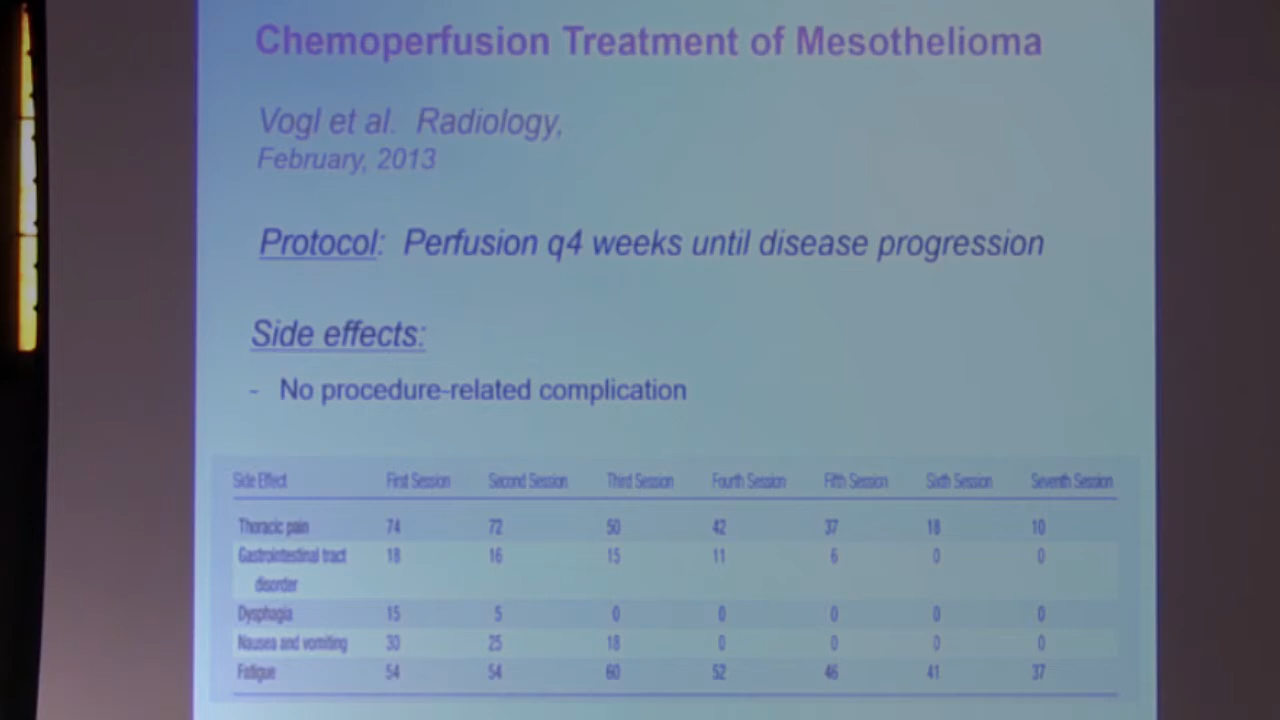 Chemoperfusion Treatment of Mesothelioma
Vogl et al. Radiology,
February, 2013
Protocol: Perfusion q4 weeks until disease progression
Side effects:
- No procedure-related complication
Side Effect First Session Second Session Third Session Fourth Session Fifth Session Sixth Session Seventh Session
Thoracic pain 74 72 50 42 37 18 10
Gastrointestinal tract 18 16 15 11 6 0 0
disorder
Dysphagia 15 5 0 0 0 0 0
Nausea and vomiting 30 25 18 0 0 0 0
Fatigue 54 54 60 52 46 41 37